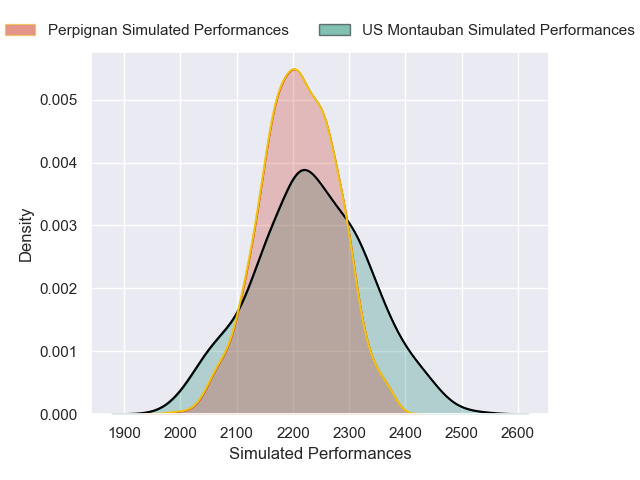 Perpignan Simulated Performances US Montauban Simulated Performances
0.005
0.004
0.003
0.002
0.001
0.000
Density
1900 2000 2100 2200 2300 2400 2500 2600
Simulated Performances